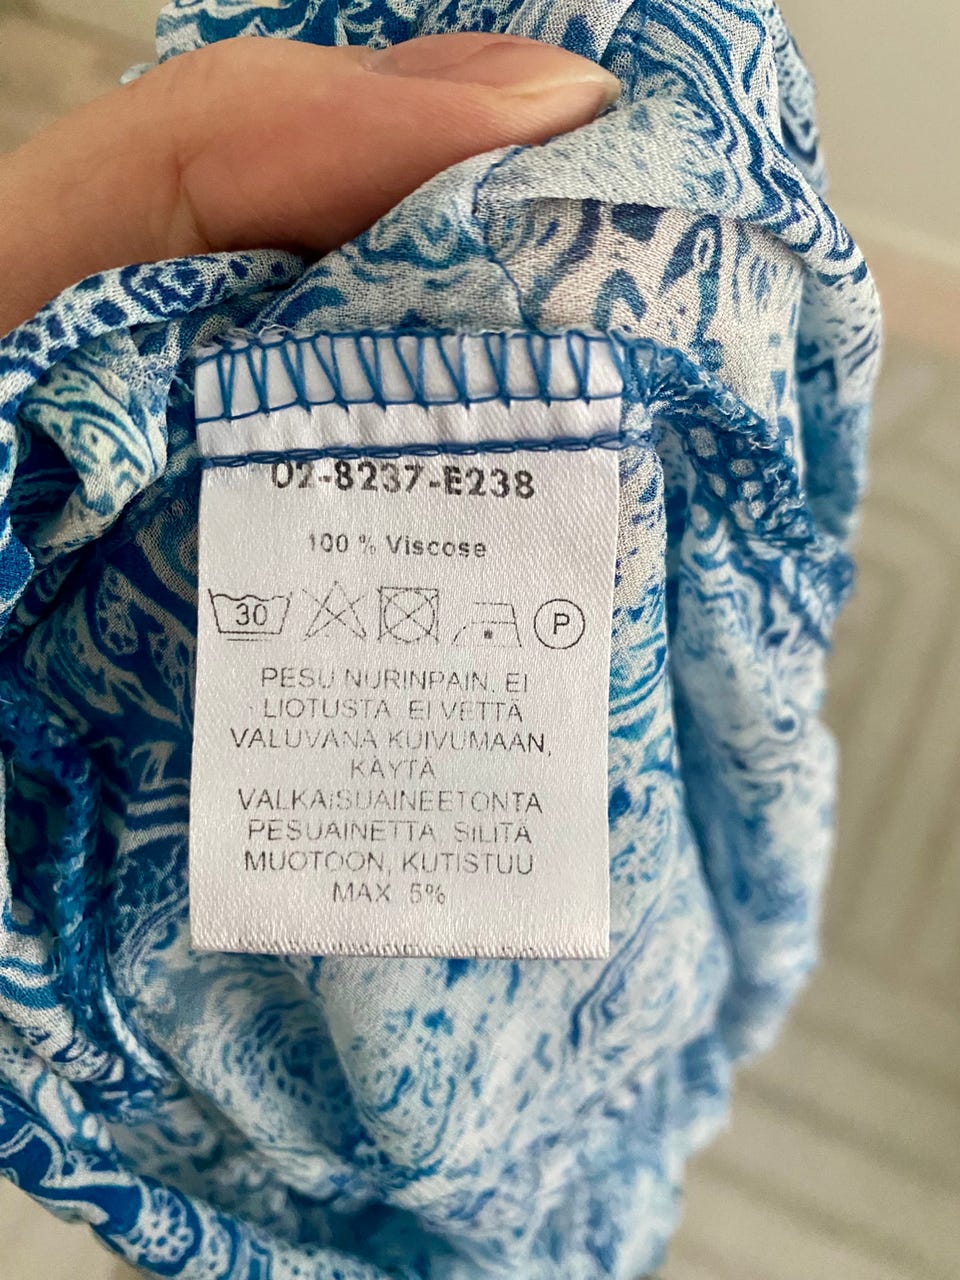 02-8237-E238
100 % Viscose
30
P
PESU NURINPAIN. EI
LIOTUSTA. EI VETTÄ
VALUVANA KUIVUMAAN,
KÄYTÄ
VALKAISUAINEETONTA
PESUAINETTA. SILITÄ
MUOTOON, KUTISTUU
MAX. 5%